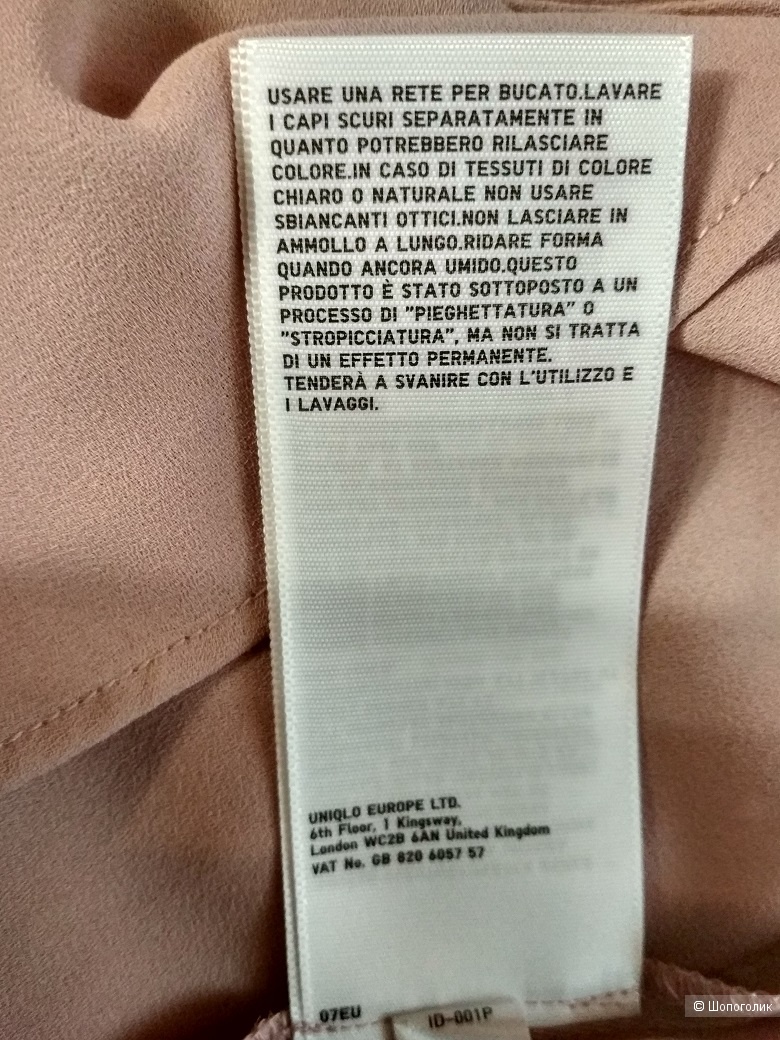 USARE UNA RETE PER BUCATO.LAVARE
I CAPI SCURI SEPARATAMENTE IN
QUANTO POTREBBERO RILASCIARE
COLORE.IN CASO DI TESSUTI DI COLORE
CHIARO O NATURALE NON USARE
SBIANCANTI OTTICI.NON LASCIARE IN
AMMOLLO A LUNGO.RIDARE FORMA
QUANDO ANCORA UMIDO.QUESTO
PRODOTTO È STATO SOTTOPOSTO A UN
PROCESSO DI "PIEGHETTATURA" O
"STROPICCIATURA", MA NON SI TRATTA
DI UN EFFETTO PERMANENTE.
TENDERÀ A SVANIRE CON L'UTILIZZO E
I LAVAGGI.
UNIQLO EUROPE LTD.
6th Floor, 1 Kingsway,
London WC2B 6AN United Kingdom
VAT No. GB 820 6057 57
07EU
ID-001P
© Шопоголик